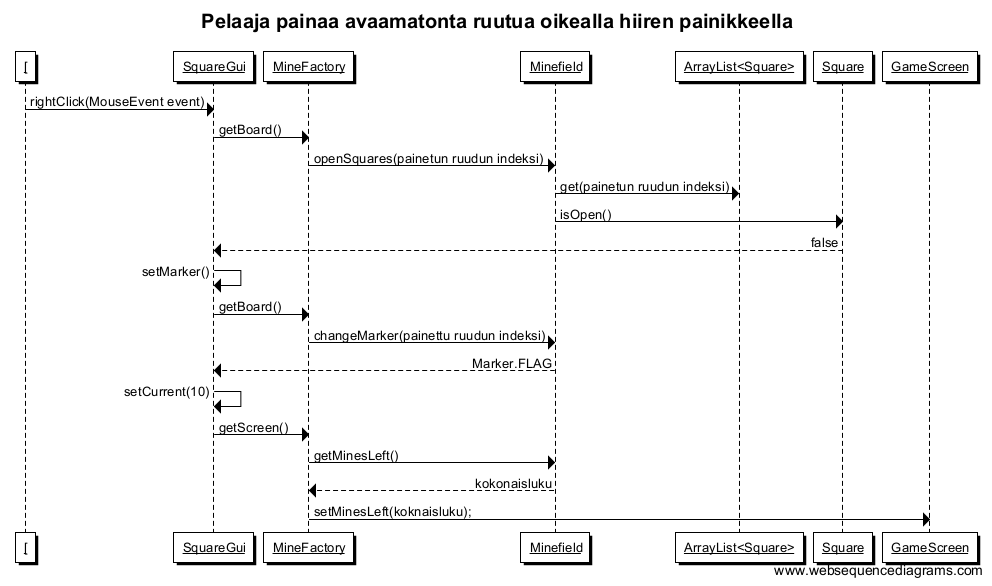 Pelaaja painaa avaamatonta ruutua oikealla hiiren painikkeella
[ SquareGui MineFactory Minefield ArrayList<Square> Square GameScreen
rightClick(MouseEvent event)
getBoard()
openSquares(painetun ruudun indeksi)
get(painetun ruudun indeksi)
isOpen()
false
setMarker()
getBoard()
changeMarker(painettu ruudun indeksi)
Marker.FLAG
setCurrent(10)
getScreen()
getMinesLeft()
kokonaisluku
setMinesLeft(koknaisluku);
[ SquareGui MineFactory Minefield ArrayList<Square> Square GameScreen
www.websequencediagrams.com